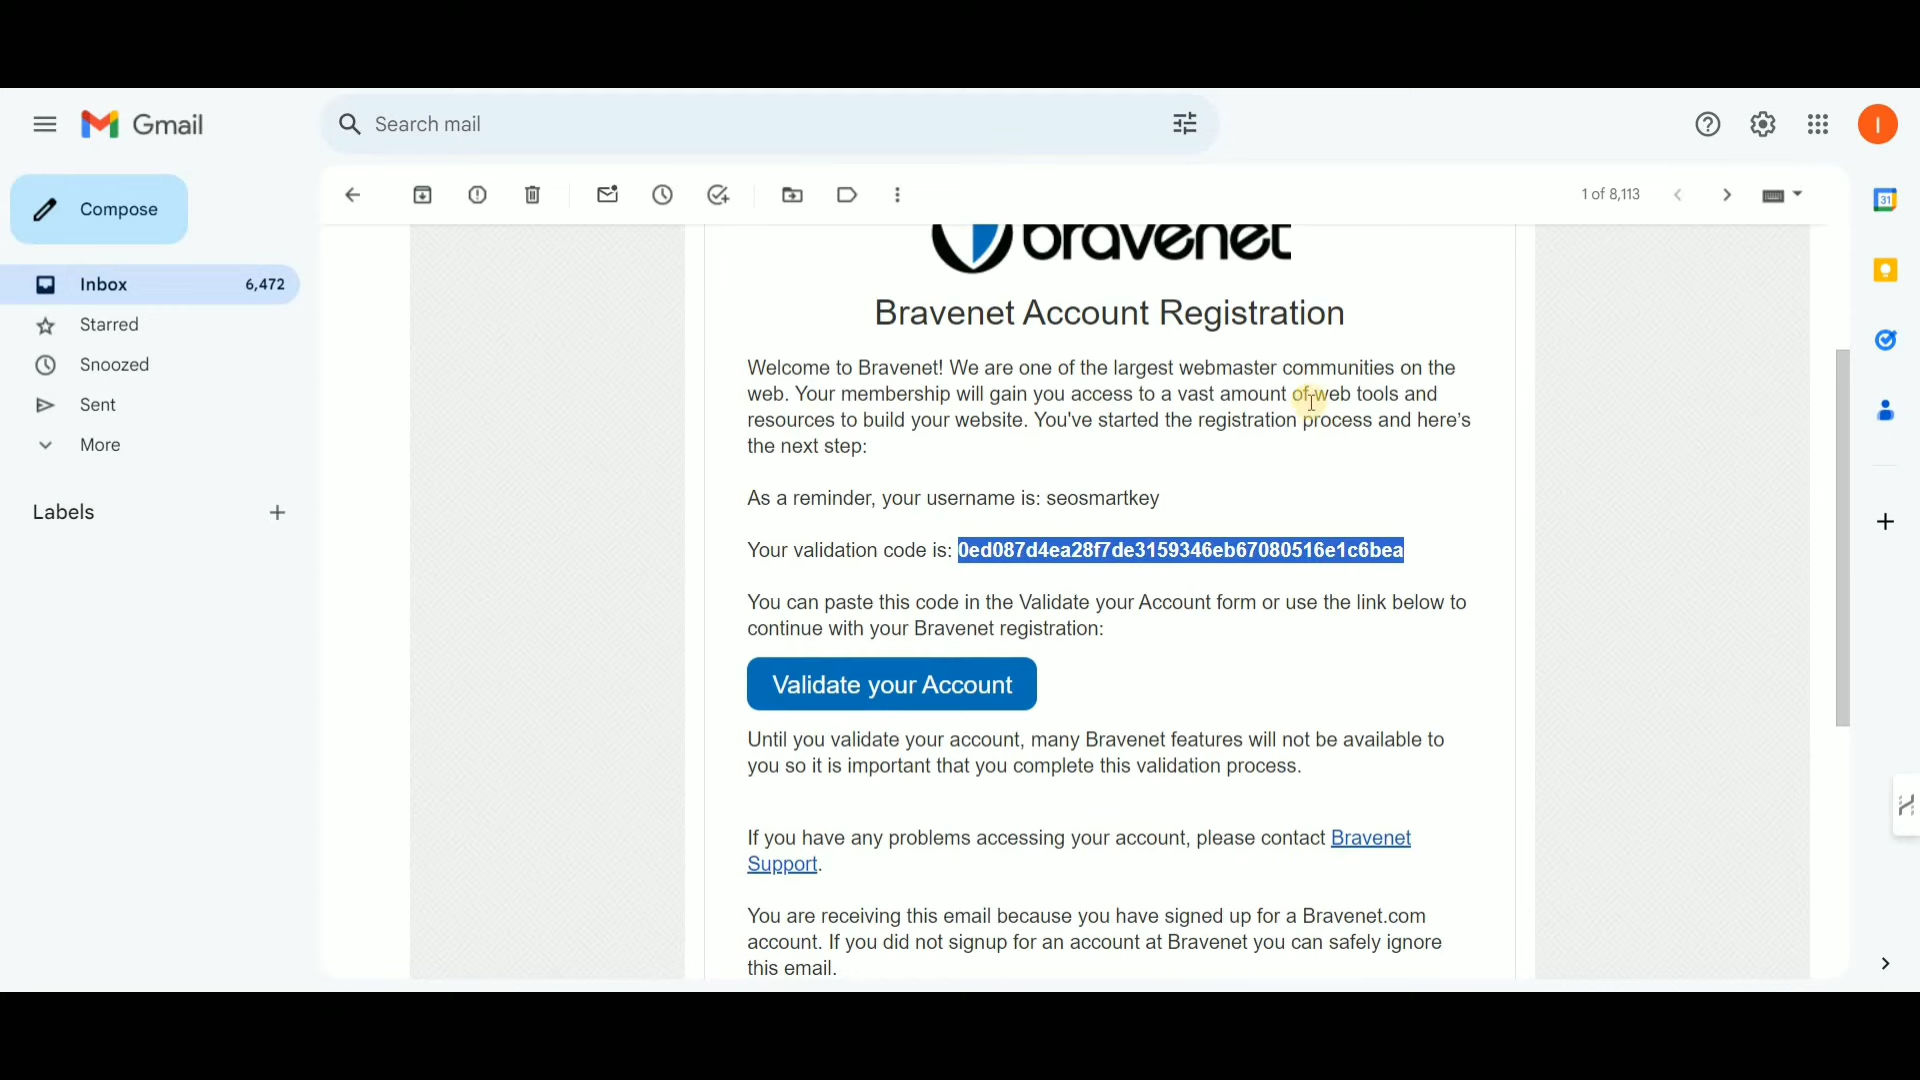 Gmail
Search mail
Compose
1 of 8,113
Inbox 6,472
Starred
Snoozed
Sent
More
Labels
31
I
bravenet
Bravenet Account Registration
Welcome to Bravenet! We are one of the largest webmaster communities on the
web. Your membership will gain you access to a vast amount of web tools and
resources to build your website. You've started the registration process and here's
the next step:
As a reminder, your username is: seosmartkey
Your validation code is: 0ed087d4ea28f7de3159346eb67080516e1c6bea
You can paste this code in the Validate your Account form or use the link below to
continue with your Bravenet registration:
Validate your Account
Until you validate your account, many Bravenet features will not be available to
you so it is important that you complete this validation process.
If you have any problems accessing your account, please contact Bravenet
Support.
You are receiving this email because you have signed up for a Bravenet.com
account. If you did not signup for an account at Bravenet you can safely ignore
this email.